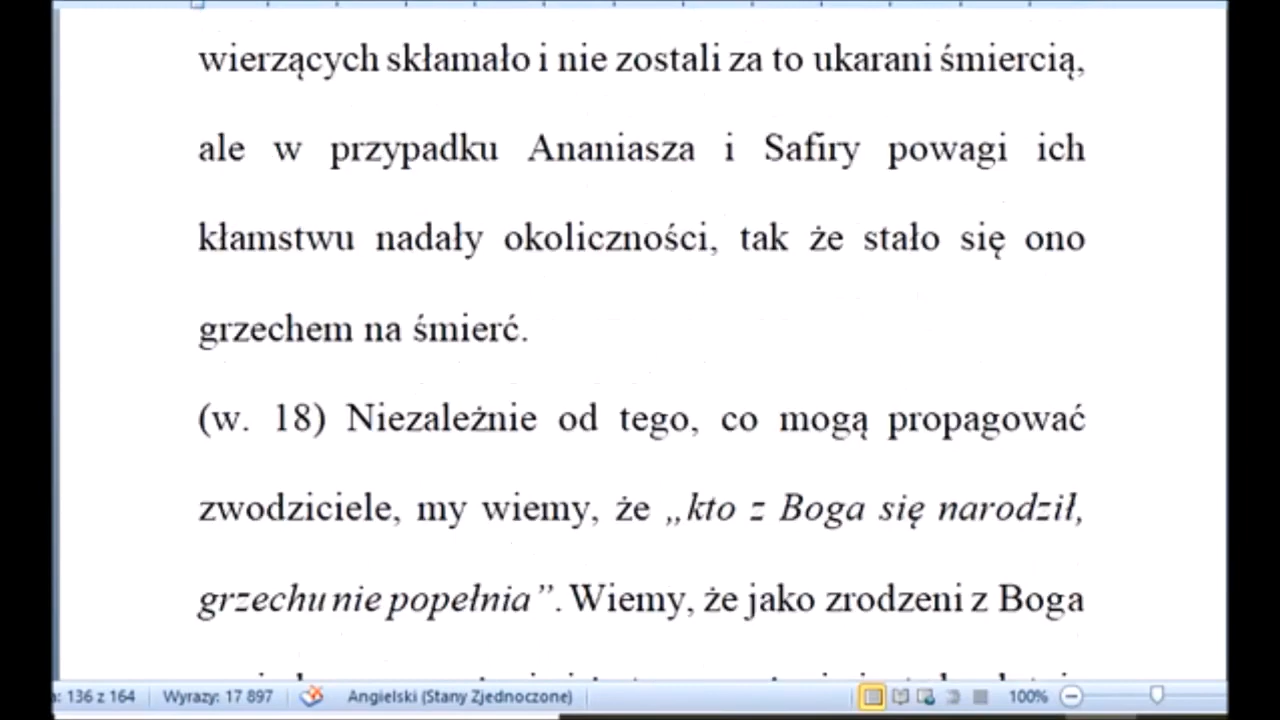 wierzących skłamało i nie zostali za to ukarani śmiercią,
ale w przypadku Ananiasza i Safiry powagi ich
kłamstwu nadały okoliczności, tak że stało się ono
grzechem na śmierć.
(w. 18) Niezależnie od tego, co mogą propagować
zwodziciele, my wiemy, że „kto z Boga się narodził,
grzechu nie popełnia”. Wiemy, że jako zrodzeni z Boga
: 136 z 164 Wyrazy: 17 897 Angielski (Stany Zjednoczone) 100%